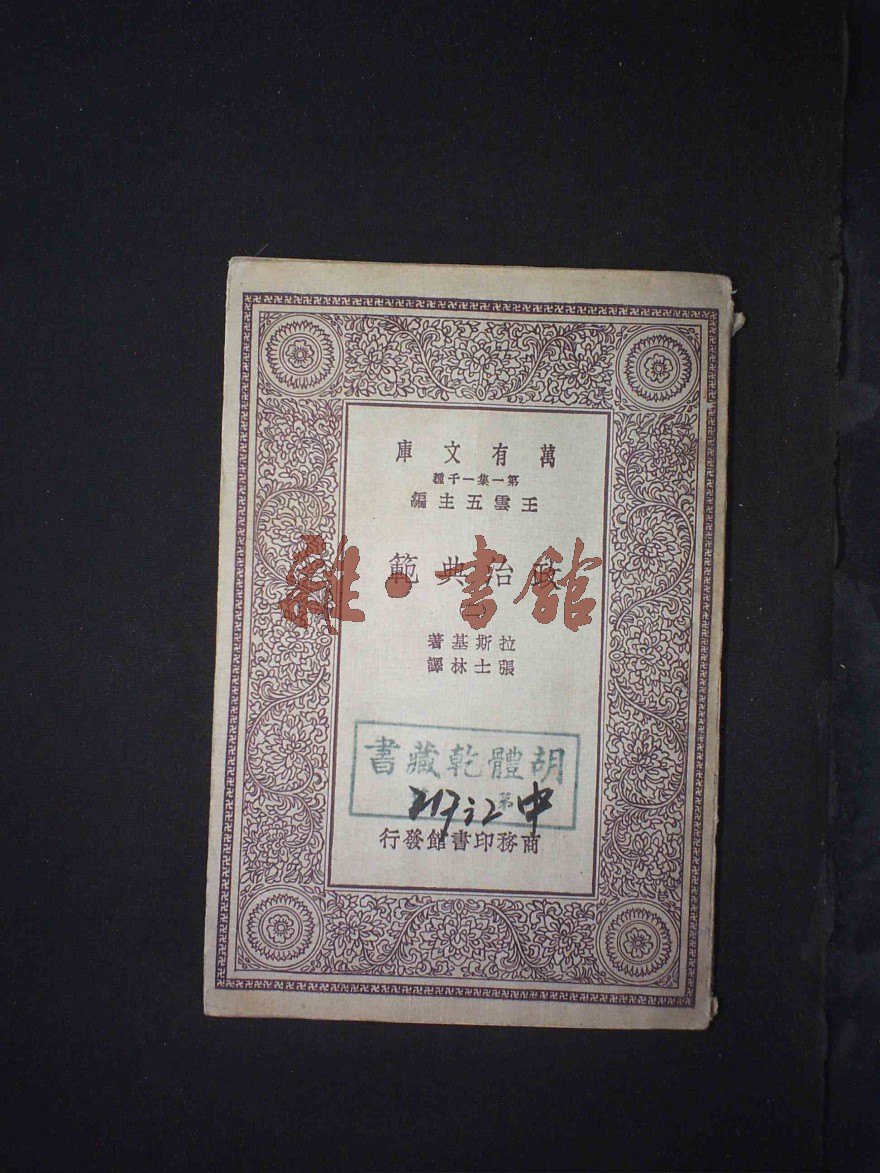 萬有文庫
第一集一千種
王雲五主編
政治典範
拉斯基著
張士林譯
胡體乾藏書
第中
商務印書館發行
雜·書館